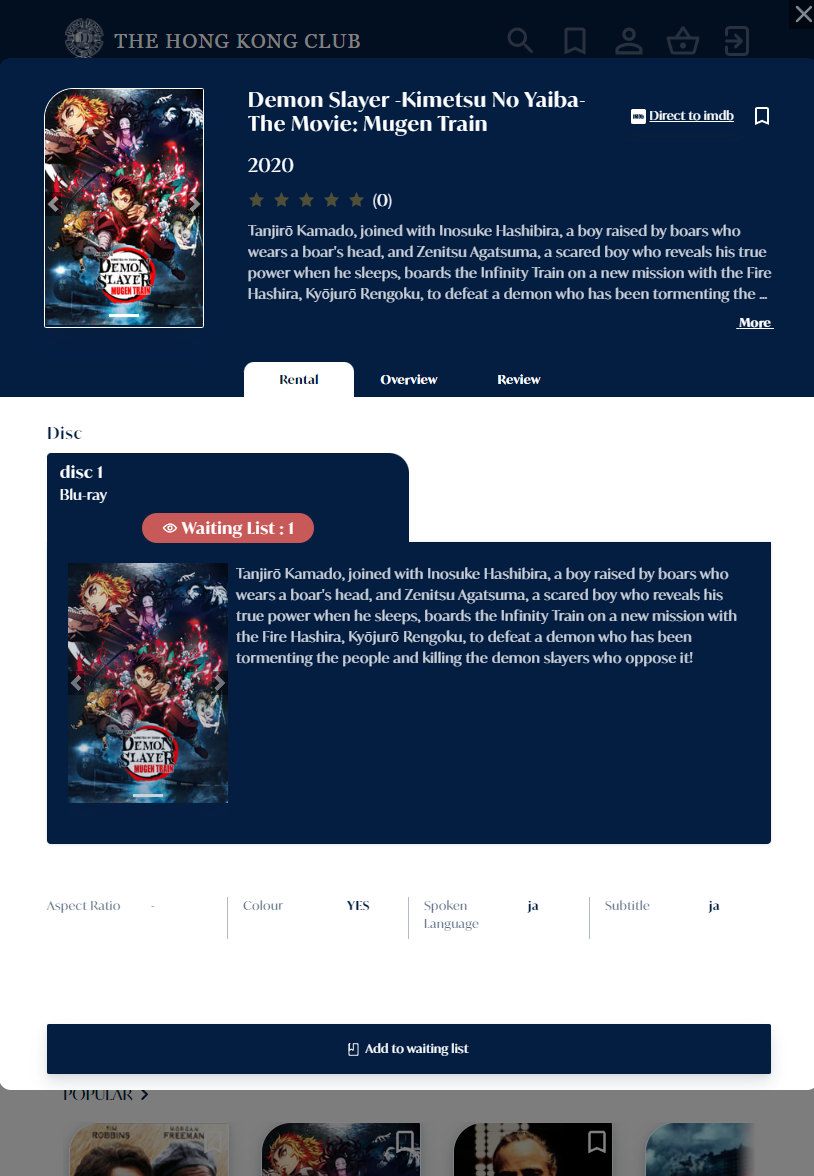 THE HONG KONG CLUB
Demon Slayer -Kimetsu No Yaiba-
The Movie: Mugen Train
IMDb Direct to imdb
2020
(0)
Tanjirō Kamado, joined with Inosuke Hashibira, a boy raised by boars who
wears a boar's head, and Zenitsu Agatsuma, a scared boy who reveals his true
power when he sleeps, boards the Infinity Train on a new mission with the Fire
Hashira, Kyōjurō Rengoku, to defeat a demon who has been tormenting the ...
More
DEMON
SLAYER
MUGEN TRAIN
Rental Overview Review
Disc
disc 1
Blu-ray
Waiting List : 1
Tanjirō Kamado, joined with Inosuke Hashibira, a boy raised by boars who
wears a boar's head, and Zenitsu Agatsuma, a scared boy who reveals his
true power when he sleeps, boards the Infinity Train on a new mission with
the Fire Hashira, Kyōjurō Rengoku, to defeat a demon who has been
tormenting the people and killing the demon slayers who oppose it!
DEMON
SLAYER
MUGEN TRAIN
Aspect Ratio -
Colour YES
Spoken
Language ja
Subtitle ja
Add to waiting list
POPULAR
TIM
ROBBINS
MORGAN
FREEMAN